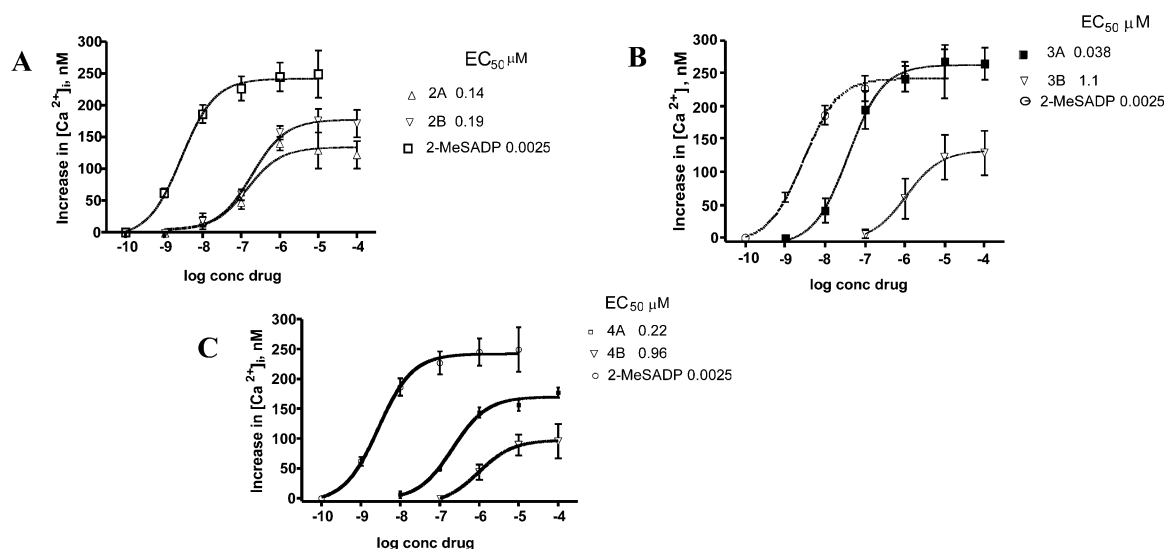 A
EC50 μM
2A 0.14
2B 0.19
2-MeSADP 0.0025
Increase in [Ca 2+]i, nM
300
250
200
150
100
50
0
-10 -9 -8 -7 -6 -5 -4
log conc drug
B
EC50 μM
3A 0.038
3B 1.1
2-MeSADP 0.0025
Increase in [Ca 2+], nM
300
250
200
150
100
50
0
-10 -9 -8 -7 -6 -5 -4
log conc drug
C
EC50 μM
4A 0.22
4B 0.96
2-MeSADP 0.0025
Increase in [Ca 2+]i, nM
300
250
200
150
100
50
0
-10 -9 -8 -7 -6 -5 -4
log conc drug